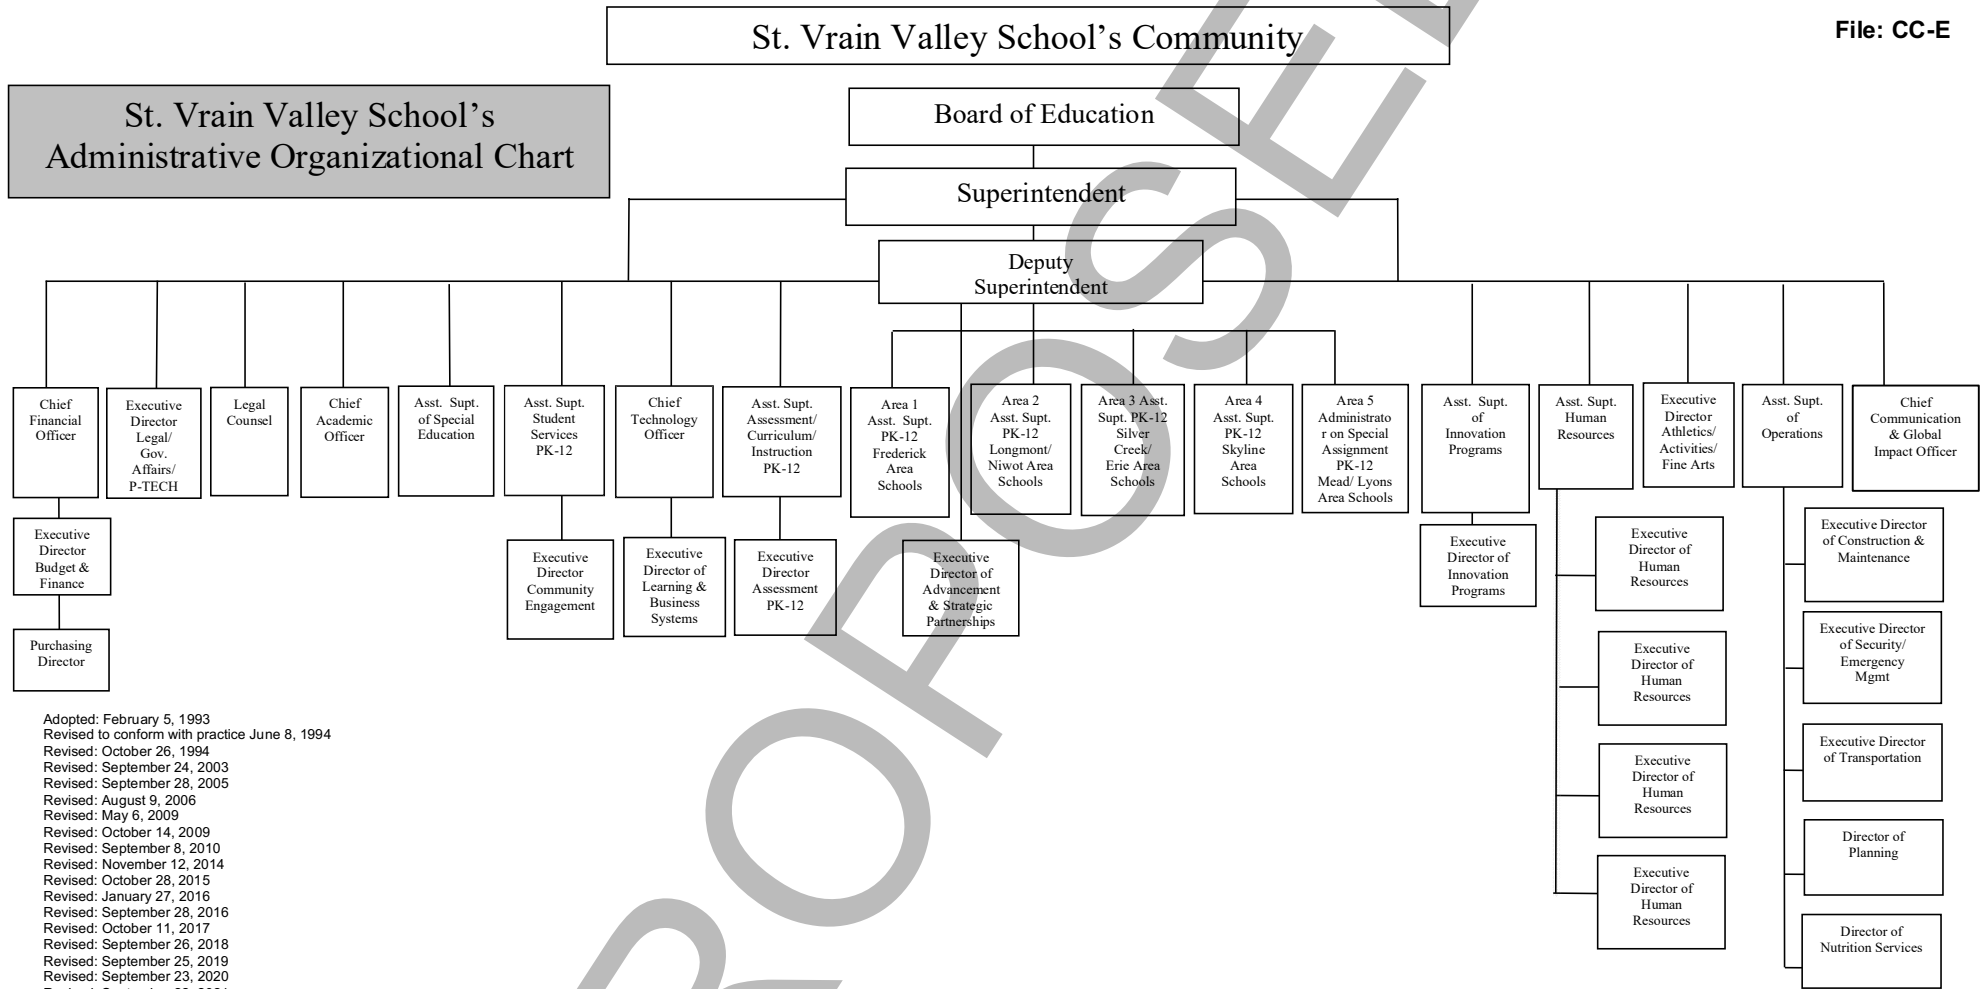 St. Vrain Valley School's Community
File: CC-E
St. Vrain Valley School's
Administrative Organizational Chart
Board of Education
Superintendent
Deputy
Superintendent
Chief
Financial
Officer
Executive
Director
Legal/
Gov.
Affairs/
P-TECH
Legal
Counsel
Chief
Academic
Officer
Asst. Supt.
of Special
Education
Asst. Supt.
Student
Services
PK-12
Chief
Technology
Officer
Asst. Supt.
Assessment/
Curriculum/
Instruction
PK-12
Area 1
Asst. Supt.
PK-12
Frederick
Area
Schools
Area 2
Asst. Supt.
PK-12
Longmont/
Niwot Area
Schools
Area 3 Asst.
Supt. PK-12
Silver
Creek/
Erie Area
Schools
Area 4
Asst. Supt.
PK-12
Skyline
Area
Schools
Area 5
Administrato
r on Special
Assignment
PK-12
Mead/ Lyons
Area Schools
Asst. Supt.
of
Innovation
Programs
Asst. Supt.
Human
Resources
Executive
Director
Athletics/
Activities/
Fine Arts
Asst. Supt.
of
Operations
Chief
Communication
& Global
Impact Officer
Executive
Director
Budget &
Finance
Purchasing
Director
Executive
Director
Community
Engagement
Executive
Director of
Learning &
Business
Systems
Executive
Director
Assessment
PK-12
Executive
Director of
Advancement
& Strategic
Partnerships
Executive
Director of
Innovation
Programs
Executive
Director of
Human
Resources
Executive
Director of
Human
Resources
Executive
Director of
Human
Resources
Executive
Director of
Human
Resources
Executive Director
of Construction &
Maintenance
Executive Director
of Security/
Emergency
Mgmt
Executive Director
of Transportation
Director of
Planning
Director of
Nutrition Services
Adopted: February 5, 1993
Revised to conform with practice June 8, 1994
Revised: October 26, 1994
Revised: September 24, 2003
Revised: September 28, 2005
Revised: August 9, 2006
Revised: May 6, 2009
Revised: October 14, 2009
Revised: September 8, 2010
Revised: November 12, 2014
Revised: October 28, 2015
Revised: January 27, 2016
Revised: September 28, 2016
Revised: October 11, 2017
Revised: September 26, 2018
Revised: September 25, 2019
Revised: September 23, 2020